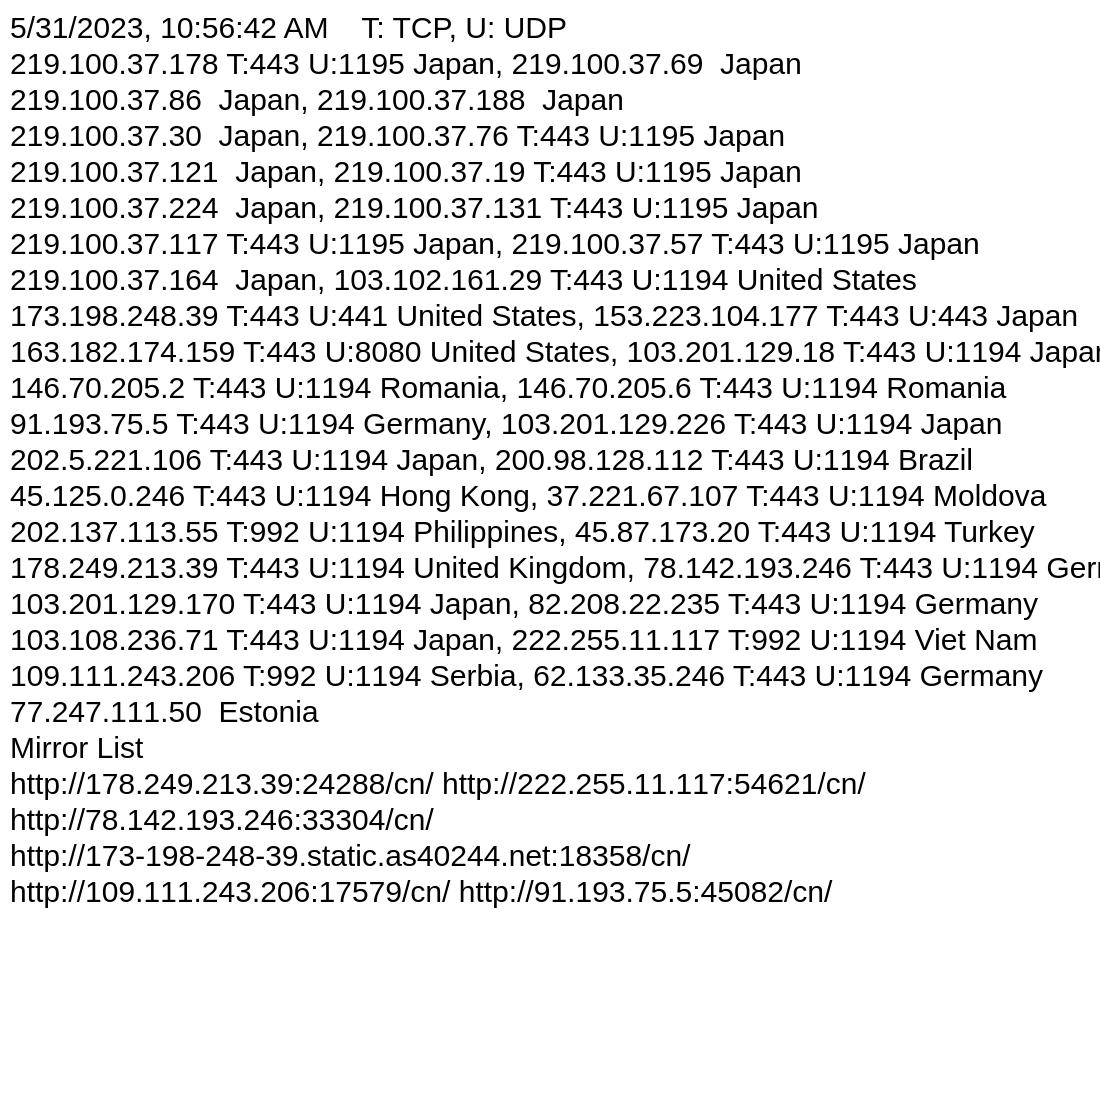 5/31/2023, 10:56:42 AM    T: TCP, U: UDP
219.100.37.178 T:443 U:1195 Japan, 219.100.37.69  Japan
219.100.37.86  Japan, 219.100.37.188  Japan
219.100.37.30  Japan, 219.100.37.76 T:443 U:1195 Japan
219.100.37.121  Japan, 219.100.37.19 T:443 U:1195 Japan
219.100.37.224  Japan, 219.100.37.131 T:443 U:1195 Japan
219.100.37.117 T:443 U:1195 Japan, 219.100.37.57 T:443 U:1195 Japan
219.100.37.164  Japan, 103.102.161.29 T:443 U:1194 United States
173.198.248.39 T:443 U:441 United States, 153.223.104.177 T:443 U:443 Japan
163.182.174.159 T:443 U:8080 United States, 103.201.129.18 T:443 U:1194 Japan
146.70.205.2 T:443 U:1194 Romania, 146.70.205.6 T:443 U:1194 Romania
91.193.75.5 T:443 U:1194 Germany, 103.201.129.226 T:443 U:1194 Japan
202.5.221.106 T:443 U:1194 Japan, 200.98.128.112 T:443 U:1194 Brazil
45.125.0.246 T:443 U:1194 Hong Kong, 37.221.67.107 T:443 U:1194 Moldova
202.137.113.55 T:992 U:1194 Philippines, 45.87.173.20 T:443 U:1194 Turkey
178.249.213.39 T:443 U:1194 United Kingdom, 78.142.193.246 T:443 U:1194
103.201.129.170 T:443 U:1194 Japan, 82.208.22.235 T:443 U:1194 Germany
103.108.236.71 T:443 U:1194 Japan, 222.255.11.117 T:992 U:1194 Viet Nam
109.111.243.206 T:992 U:1194 Serbia, 62.133.35.246 T:443 U:1194 Germany
77.247.111.50  Estonia
Mirror List
http://178.249.213.39:24288/cn/ http://222.255.11.117:54621/cn/
http://78.142.193.246:33304/cn/
http://173-198-248-39.static.as40244.net:18358/cn/
http://109.111.243.206:17579/cn/ http://91.193.75.5:45082/cn/